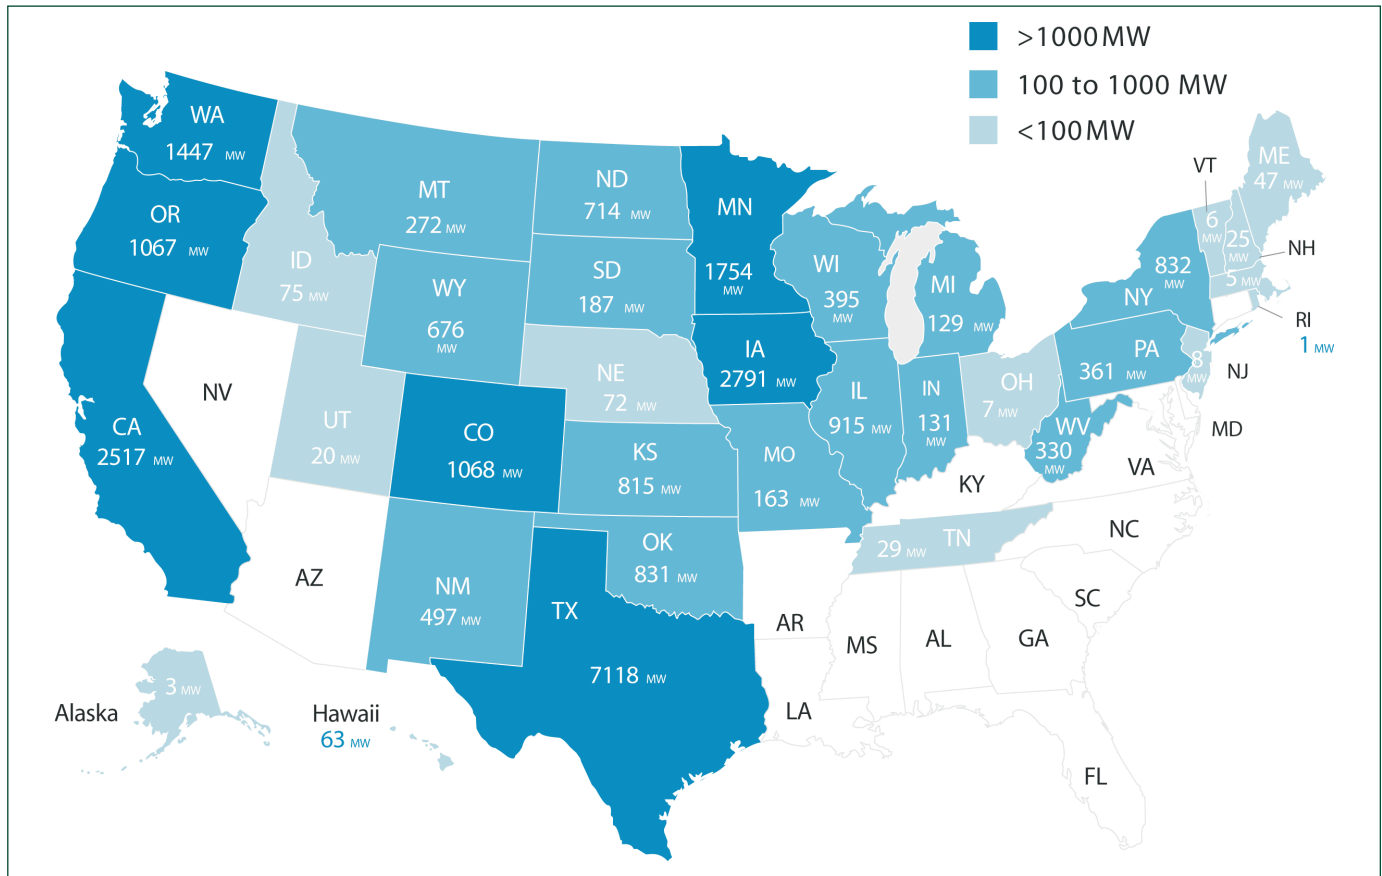 >1000 MW
100 to 1000 MW
<100 MW
WA
1447 MW
OR
1067 MW
CA
2517 MW
NV
ID
75 MW
MT
272 MW
WY
676
MW
UT
20 MW
CO
1068 MW
AZ
NM
497 MW
ND
714 MW
SD
187 MW
NE
72 MW
KS
815 MW
OK
831 MW
TX
7118 MW
MN
1754
MW
IA
2791 MW
MO
163 MW
AR
LA
WI
395
MW
IL
915 MW
MI
129 MW
IN
131
MW
OH
7 MW
KY
29 MW TN
MS
AL
GA
FL
SC
NC
VA
WV
330
MW
MD
PA
361 MW
NY
832
MW
8
MW
NJ
VT
6
MW
25
MW
NH
5 MW
ME
47 MW
RI
1 MW
Alaska
3 MW
Hawaii
63 MW